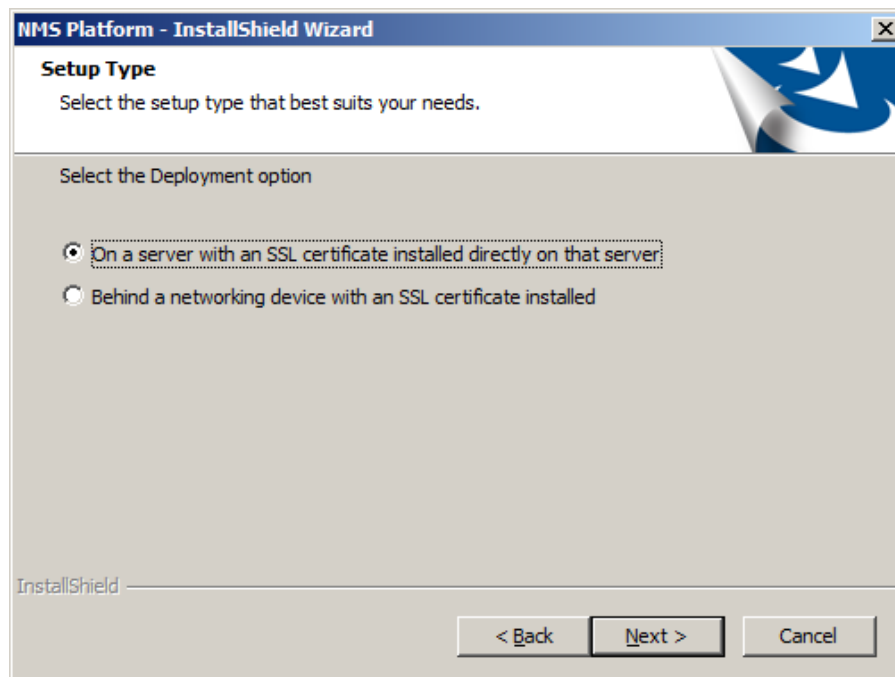 NMS Platform - InstallShield Wizard
Setup Type
Select the setup type that best suits your needs.
Select the Deployment option
On a server with an SSL certificate installed directly on that server
Behind a networking device with an SSL certificate installed
InstallShield
< Back
Next >
Cancel